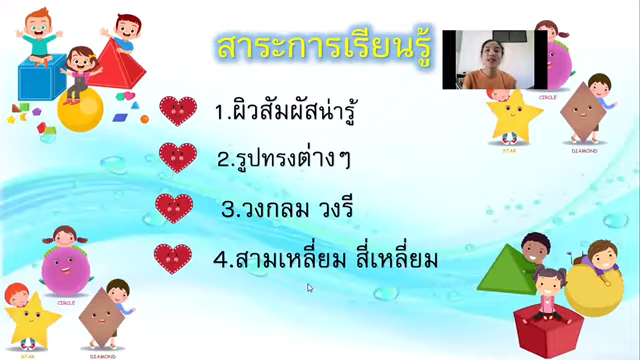 สาระการเรียนรู้
1.ผิวสัมผัสน่ารู้
2.รูปทรงต่างๆ
3.วงกลม วงรี
4.สามเหลี่ยม สี่เหลี่ยม
CIRCLE
STAR
DIAMOND
CIRCLE
STAR
DIAMOND